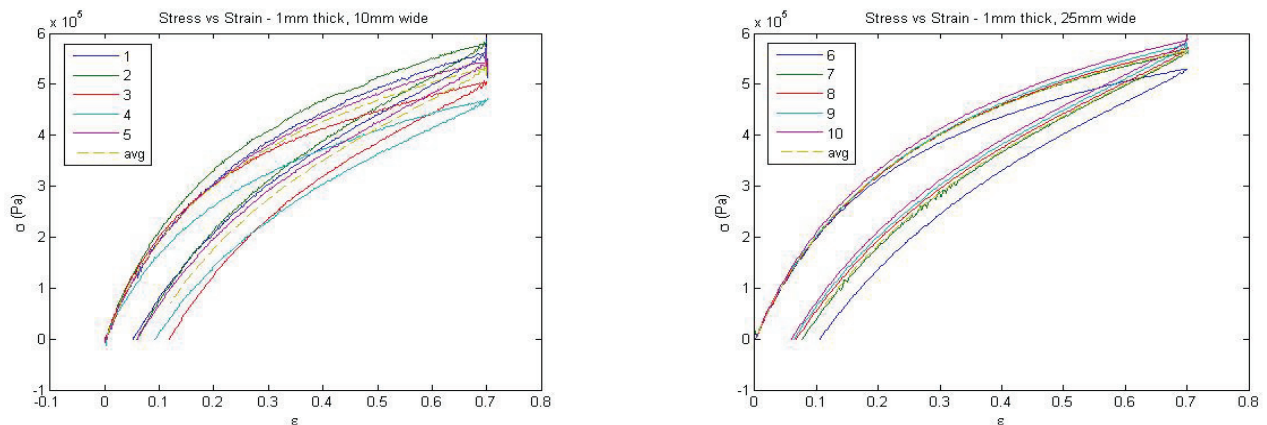 Stress vs Strain - 1mm thick, 10mm wide
x 10⁵
6
5
4
3
2
1
0
-1
σ (Pa)
1
2
3
4
5
avg
-0.1 0 0.1 0.2 0.3 0.4 0.5 0.6 0.7 0.8
ε
Stress vs Strain - 1mm thick, 25mm wide
x 10⁵
6
5
4
3
2
1
0
-1
σ (Pa)
6
7
8
9
10
avg
0 0.1 0.2 0.3 0.4 0.5 0.6 0.7 0.8
ε